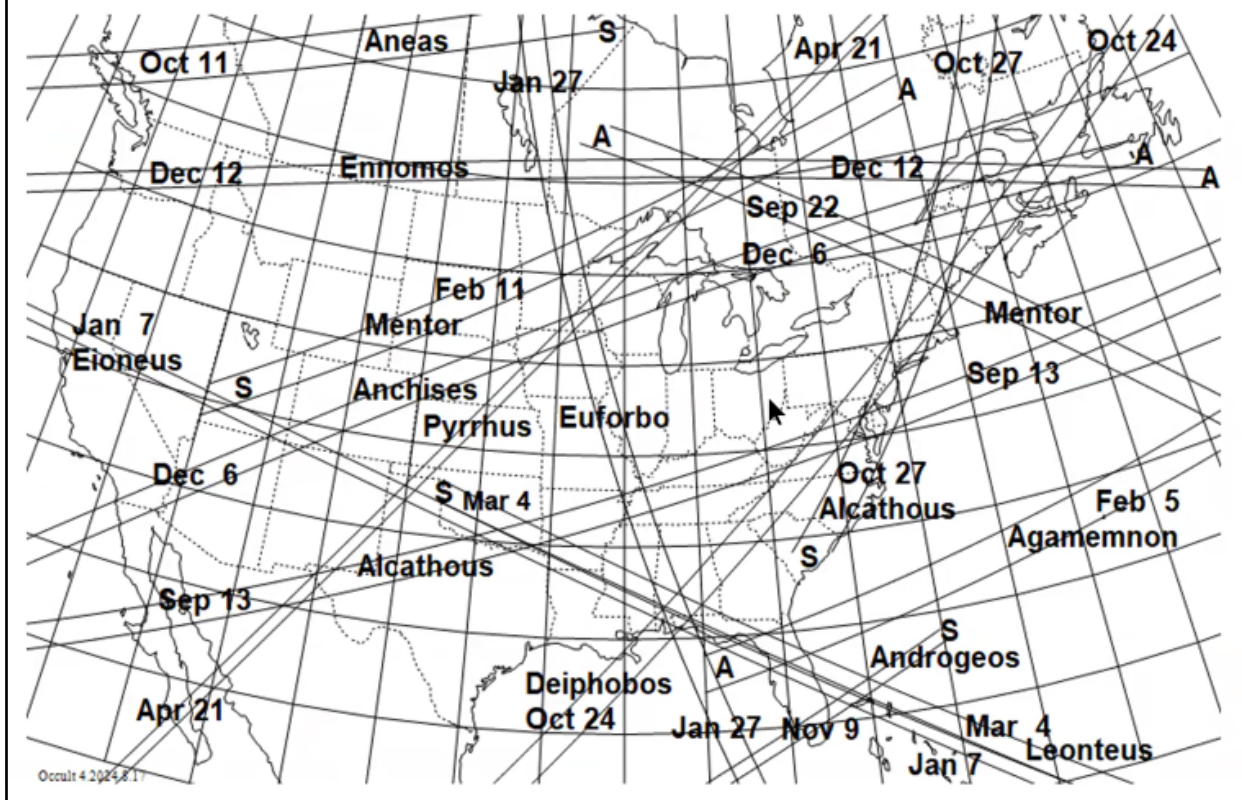 Aneas
S
Apr 21
Oct 24
Oct 11
Oct 27
Jan 27
A
A
A
Dec 12
Ennomos
Dec 12
A
Sep 22
Dec 6
Feb 11
Jan 7
Mentor
Mentor
Eioneus
S
Anchises
Sep 13
Pyrrhus
Euforbo
Dec 6
Oct 27
S
Mar 4
Feb 5
Alcathous
Agamemnon
Alcathous
S
Sep 13
S
Androgeos
A
Deiphobos
Apr 21
Oct 24
Jan 27
Nov 9
Mar 4
Leonteus
Jan 7
Occult 4.2024.8.17